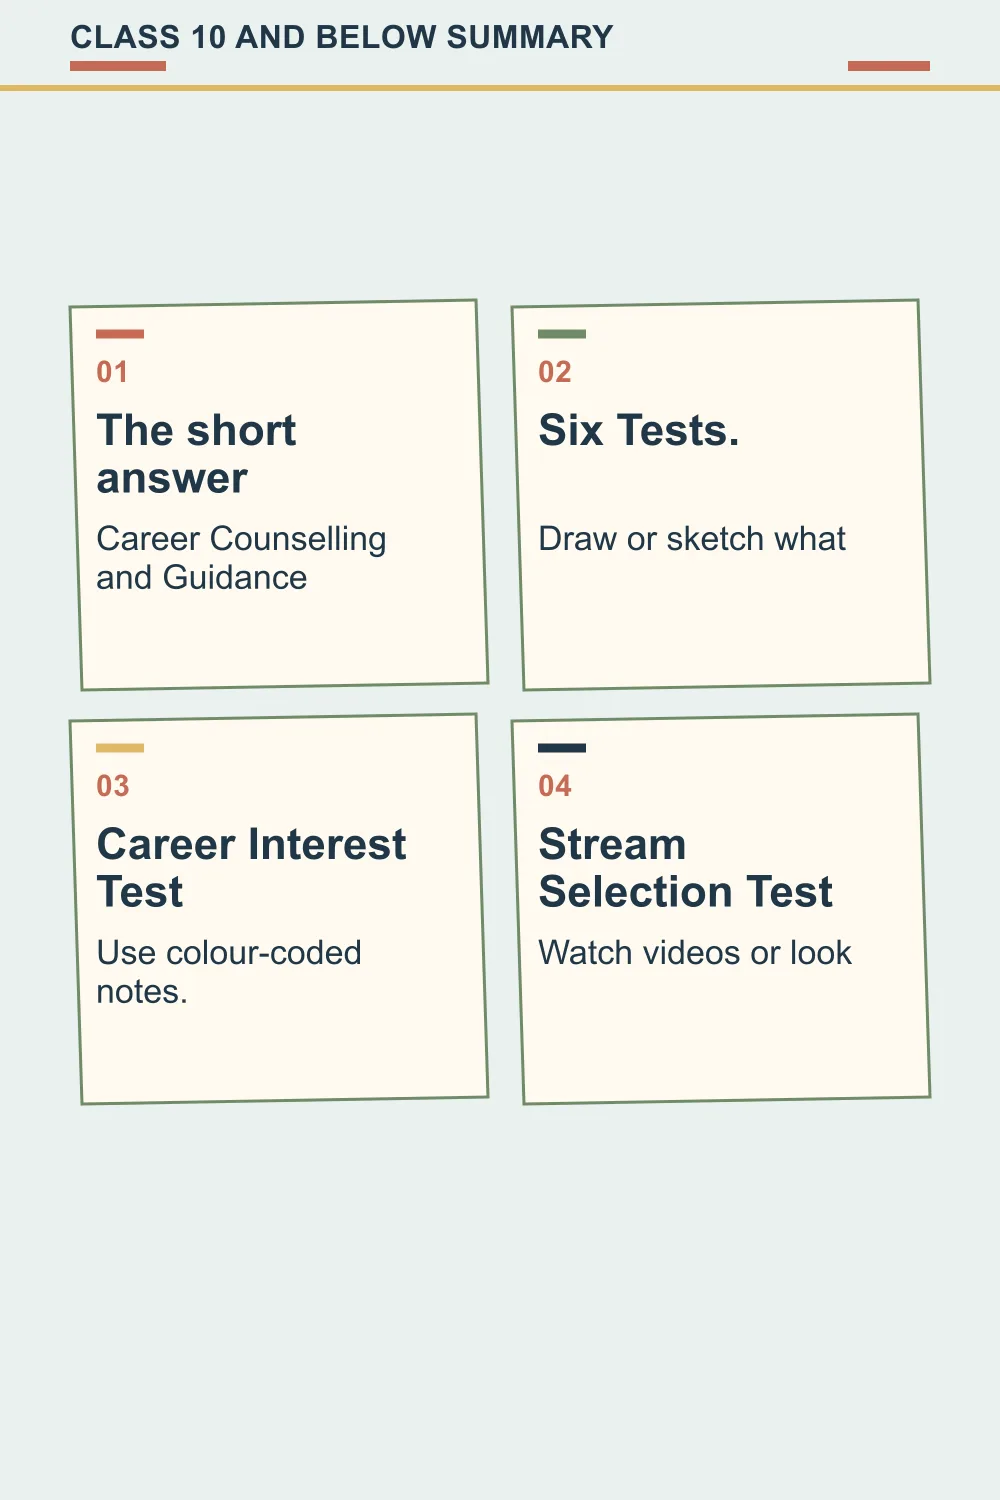 CLASS 10 AND BELOW SUMMARY
01
The short
answer
Career Counselling
and Guidance
02
Six Tests.
Draw or sketch what
03
Career Interest
Test
Use colour-coded
notes.
04
Stream
Selection Test
Watch videos or look